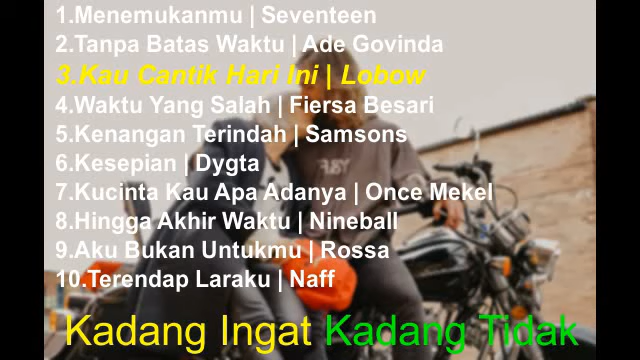 1.Menemukanmu | Seventeen
2.Tanpa Batas Waktu | Ade Govinda
3.Kau Cantik Hari Ini | Lobow
4.Waktu Yang Salah | Fiersa Besari
5.Kenangan Terindah | Samsons
6.Kesepian | Dygta
7.Kucinta Kau Apa Adanya | Once Mekel
8.Hingga Akhir Waktu | Nineball
9.Aku Bukan Untukmu | Rossa
10.Terendap Laraku | Naff
Kadang Ingat Kadang Tidak